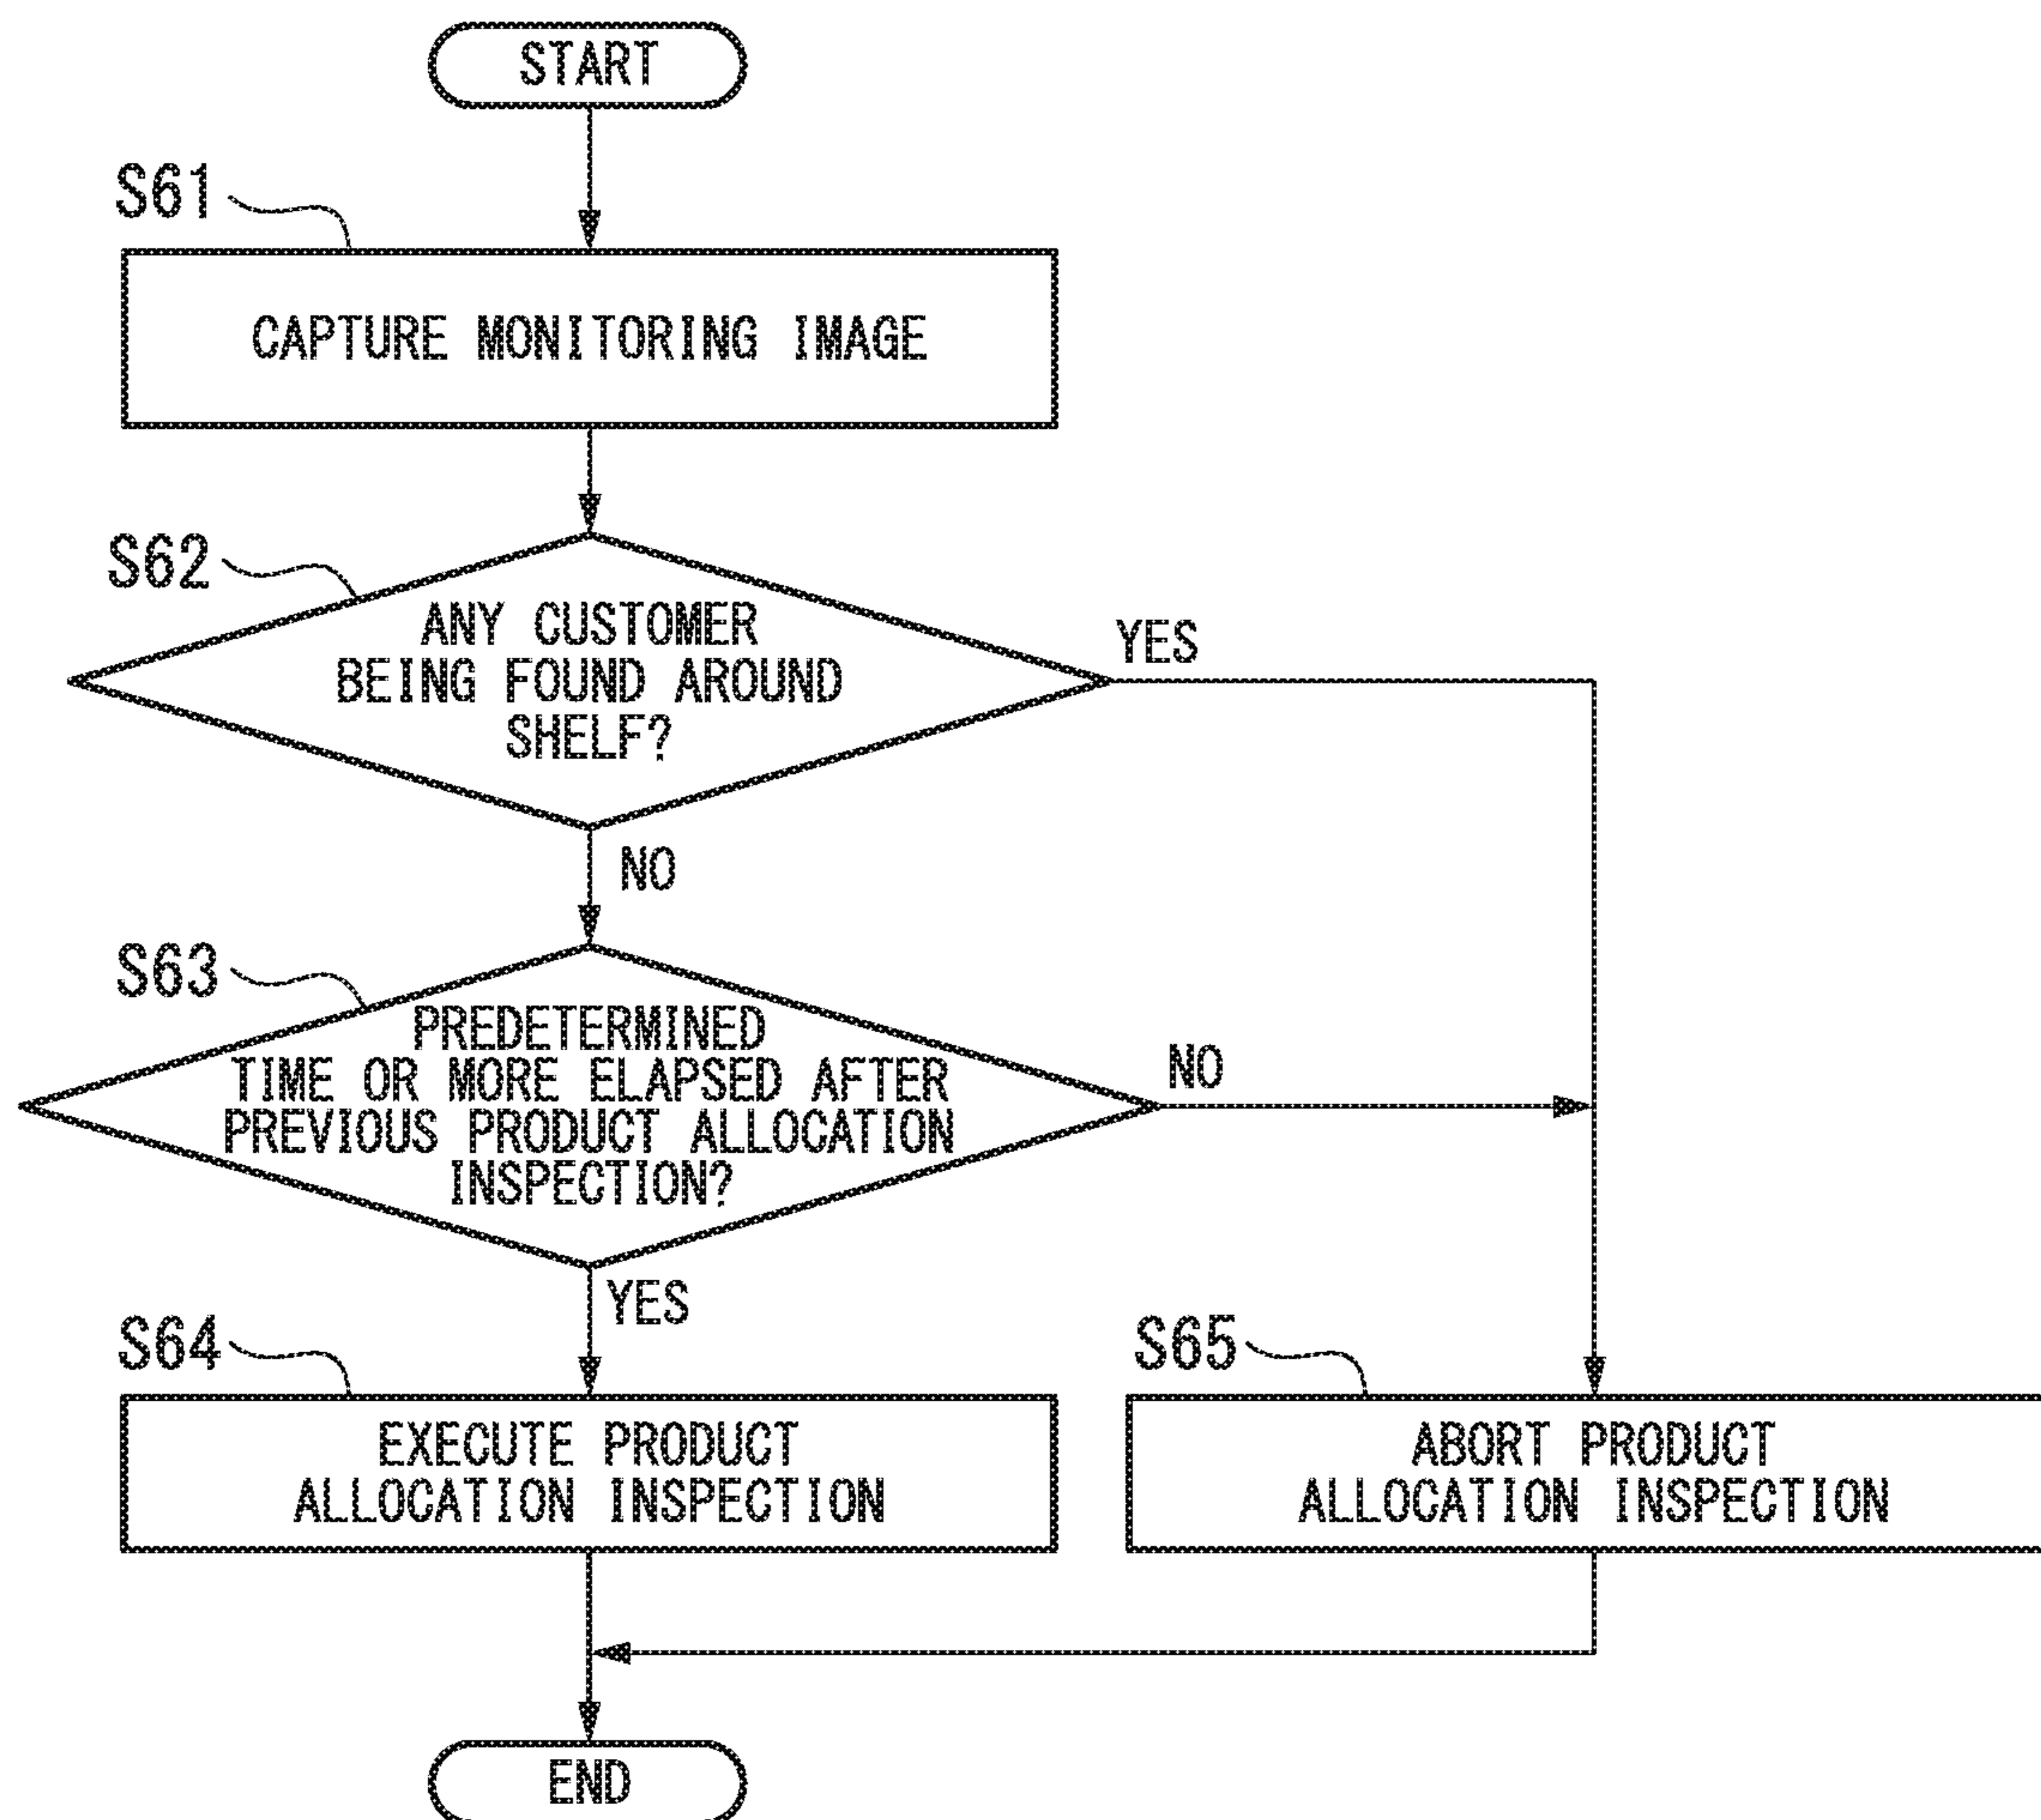 START
S61
CAPTURE MONITORING IMAGE
S62
ANY CUSTOMER
BEING FOUND AROUND
SHELF?
YES
NO
S63
PREDETERMINED
TIME OR MORE ELAPSED AFTER
PREVIOUS PRODUCT ALLOCATION
INSPECTION?
NO
YES
S64
EXECUTE PRODUCT
ALLOCATION INSPECTION
S65
ABORT PRODUCT
ALLOCATION INSPECTION
END